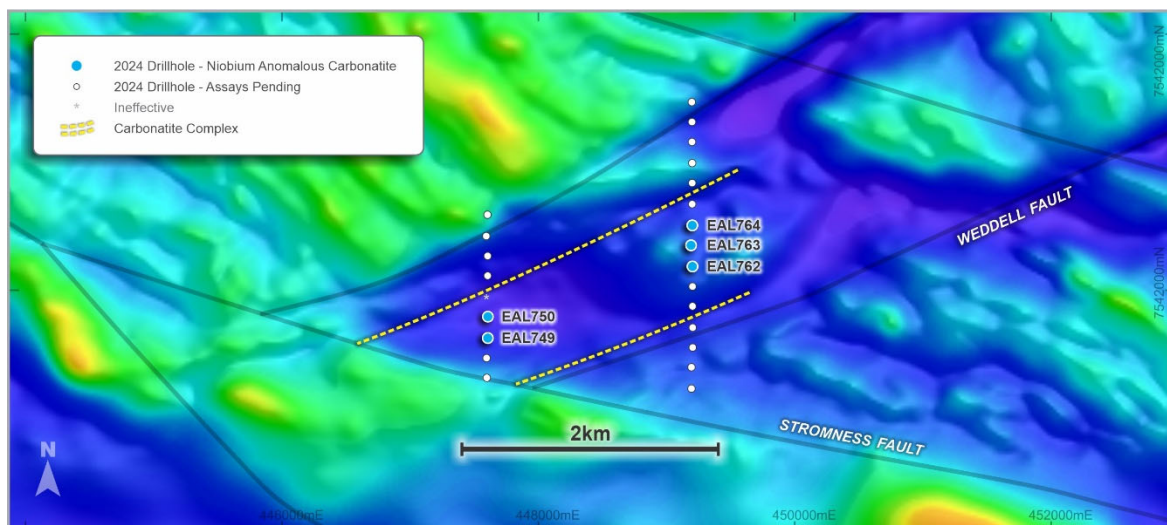 2024 Drillhole - Niobium Anomalous Carbonatite
2024 Drillhole - Assays Pending
* Ineffective
Carbonatite Complex
7542000mN
EAL764
EAL763
EAL762
WEDDELL FAULT
7542000mN
EAL750
EAL749
2km
STROMNESS FAULT
N
446000mE
448000mE
450000mE
452000mE